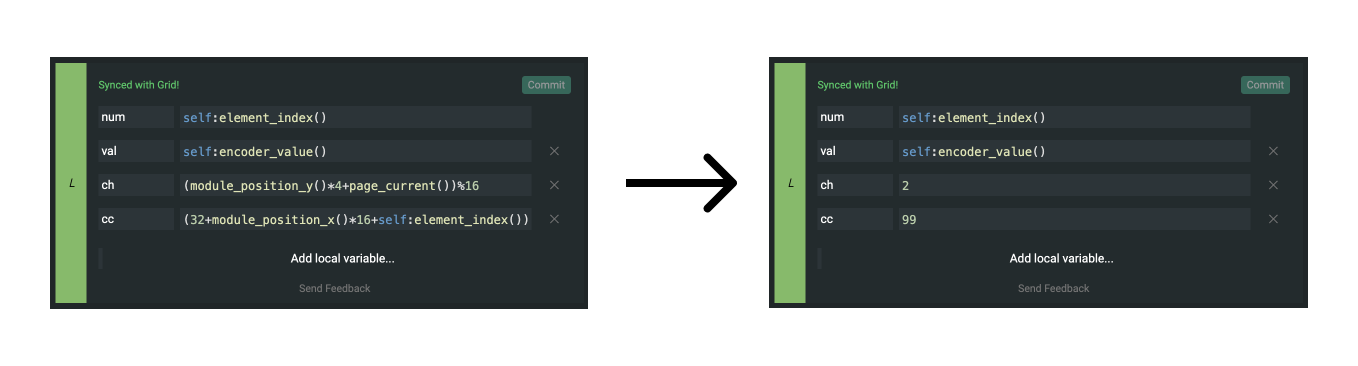 Synced with Grid!
Commit
num
self:element_index()
val
self:encoder_value()
L
ch
(module_position_y()*4+page_current())%16
cc
(32+module_position_x()*16+self:element_index())
Add local variable...
Send Feedback
Synced with Grid!
Commit
num
self:element_index()
val
self:encoder_value()
L
ch
2
cc
99
Add local variable...
Send Feedback